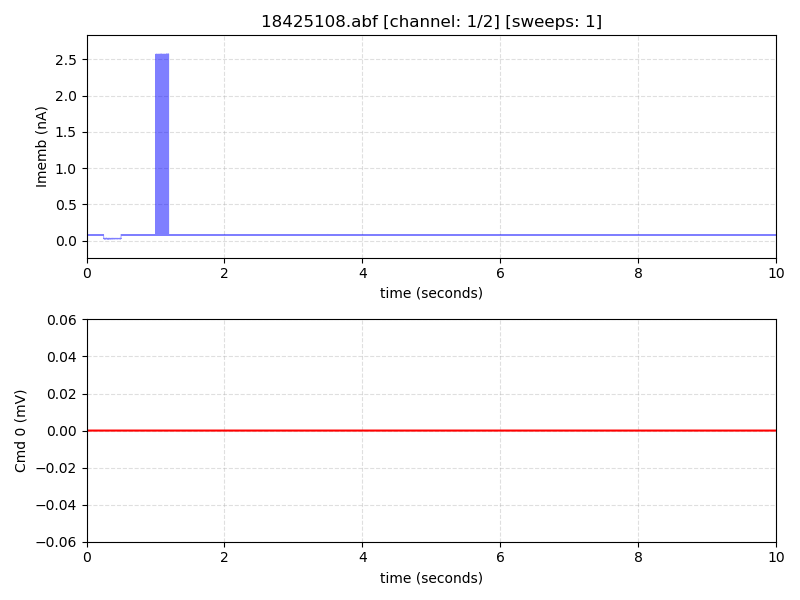 18425108.abf [channel: 1/2] [sweeps: 1]
Imemb (nA)
2.5
2.0
1.5
1.0
0.5
0.0
0 2 4 6 8 10
time (seconds)
Cmd 0 (mV)
0.06
0.04
0.02
0.00
−0.02
−0.04
−0.06
0 2 4 6 8 10
time (seconds)